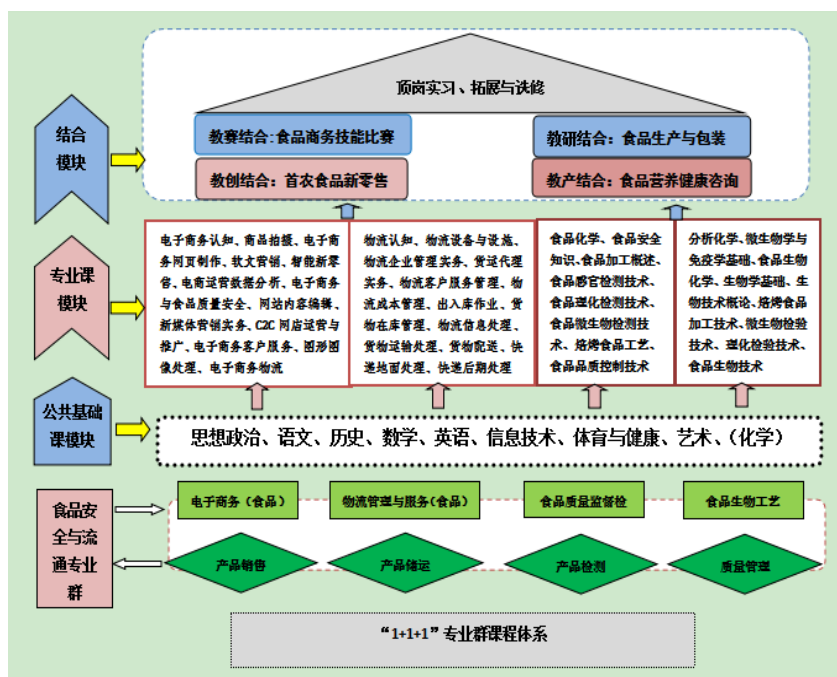 顶岗实习、拓展与选修
结合
模块
教赛结合:食品商务技能比赛
教研结合：食品生产与包装
教创结合：首农食品新零售
教产结合：食品营养健康咨询
专业课
模块
电子商务认知、商品拍摄、电子商
务网页制作、软文营销、智能新零
售、电商运营数据分析、电子商务
与食品质量安全、网站内容编辑、
新媒体营销实务、C2C 网店运营与
推广、电子商务客户服务、图形图
像处理、电子商务物流
物流认知、物流设备与设施、
物流企业管理实务、货运代理
实务、物流客户服务管理、物
流成本管理、出入库作业、货
物在库管理、物流信息处理、
货物运输处理、货物配送、快
递地面处理、快递后期处理
食品化学、食品安全
知识、食品加工概述、
食品感官检测技术、
食品理化检测技术、
食品微生物检测技
术、焙烤食品工艺、
食品品质控制技术
分析化学、微生物学与
免疫学基础、食品生物
化学、生物学基础、生
物技术概论、焙烤食品
加工技术、微生物检验
技术、理化检验技术、
食品生物技术
公共基础
课模块
思想政治、语文、历史、数学、英语、信息技术、体育与健康、艺术、（化学）
食品安
全与流
通专业
群
电子商务（食品）
物流管理与服务(食品）
食品质量监督检
食品生物工艺
产品销售
产品储运
产品检测
质量管理
“1+1+1”专业群课程体系